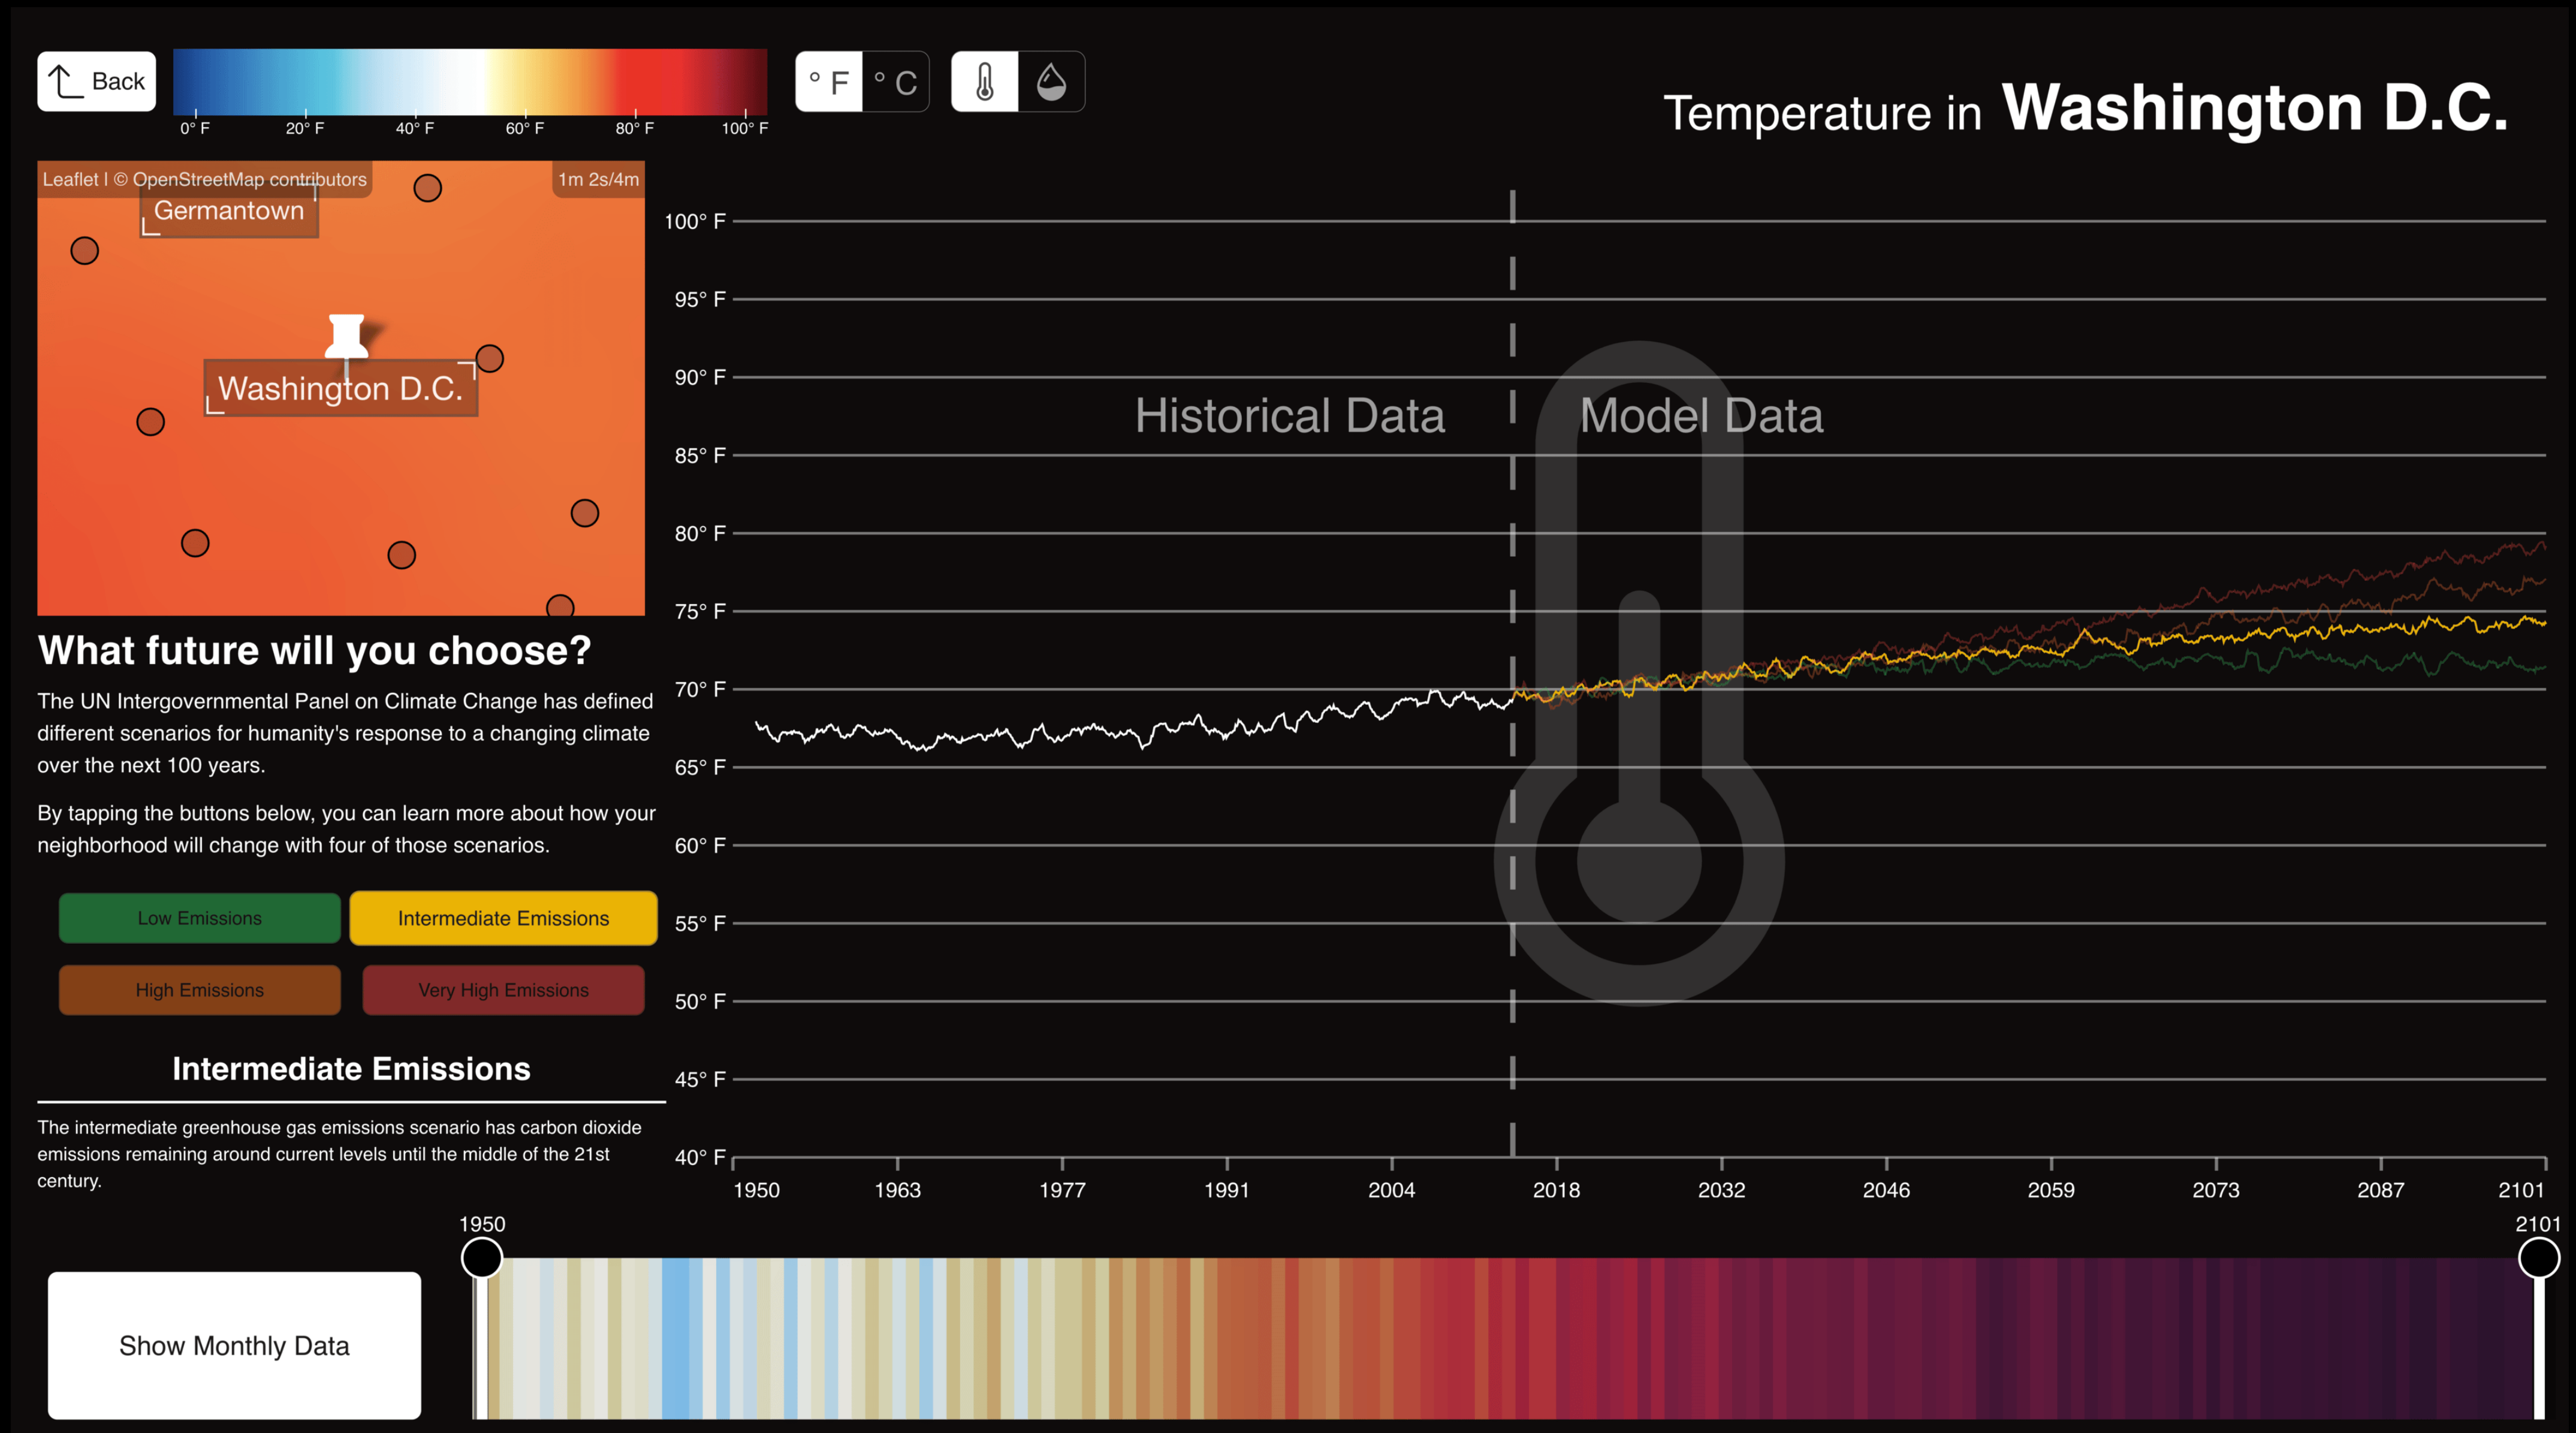 Back
0° F 20° F 40° F 60° F 80° F 100° F
° F ° C
Temperature in Washington D.C.
Leaflet | © OpenStreetMap contributors
1m 2s/4m
Germantown
Washington D.C.
What future will you choose?
The UN Intergovernmental Panel on Climate Change has defined
different scenarios for humanity's response to a changing climate
over the next 100 years.
By tapping the buttons below, you can learn more about how your
neighborhood will change with four of those scenarios.
Low Emissions
Intermediate Emissions
High Emissions
Very High Emissions
Intermediate Emissions
The intermediate greenhouse gas emissions scenario has carbon dioxide
emissions remaining around current levels until the middle of the 21st
century.
100° F
95° F
90° F
Historical Data
Model Data
85° F
80° F
75° F
70° F
65° F
60° F
55° F
50° F
45° F
40° F
1950 1963 1977 1991 2004 2018 2032 2046 2059 2073 2087 2101
1950
2101
Show Monthly Data